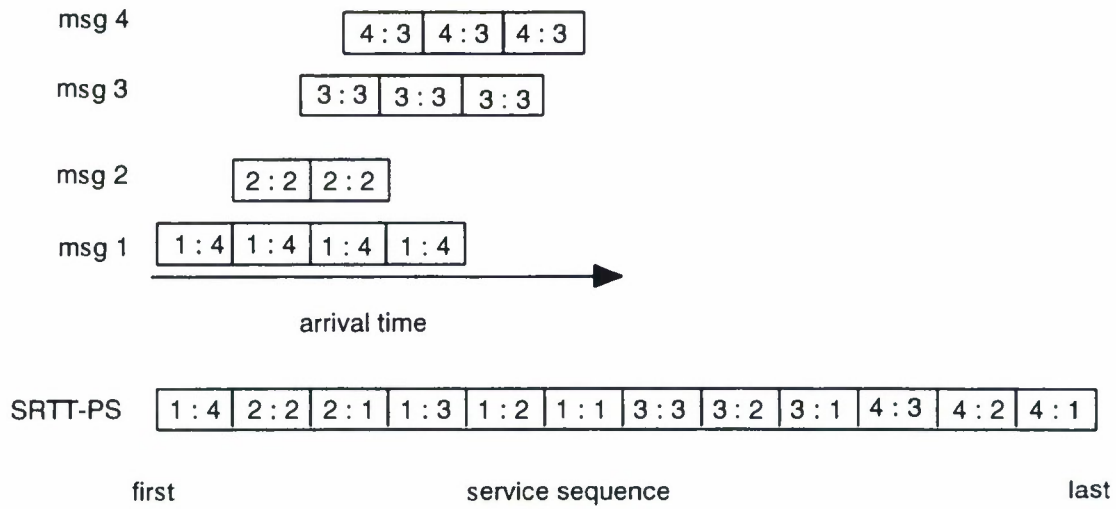 msg 4 4 : 3 4 : 3 4 : 3
msg 3 3 : 3 3 : 3 3 : 3
msg 2 2 : 2 2 : 2
msg 1 1 : 4 1 : 4 1 : 4 1 : 4
arrival time
SRTT-PS 1 : 4 2 : 2 2 : 1 1 : 3 1 : 2 1 : 1 3 : 3 3 : 2 3 : 1 4 : 3 4 : 2 4 : 1
first service sequence last